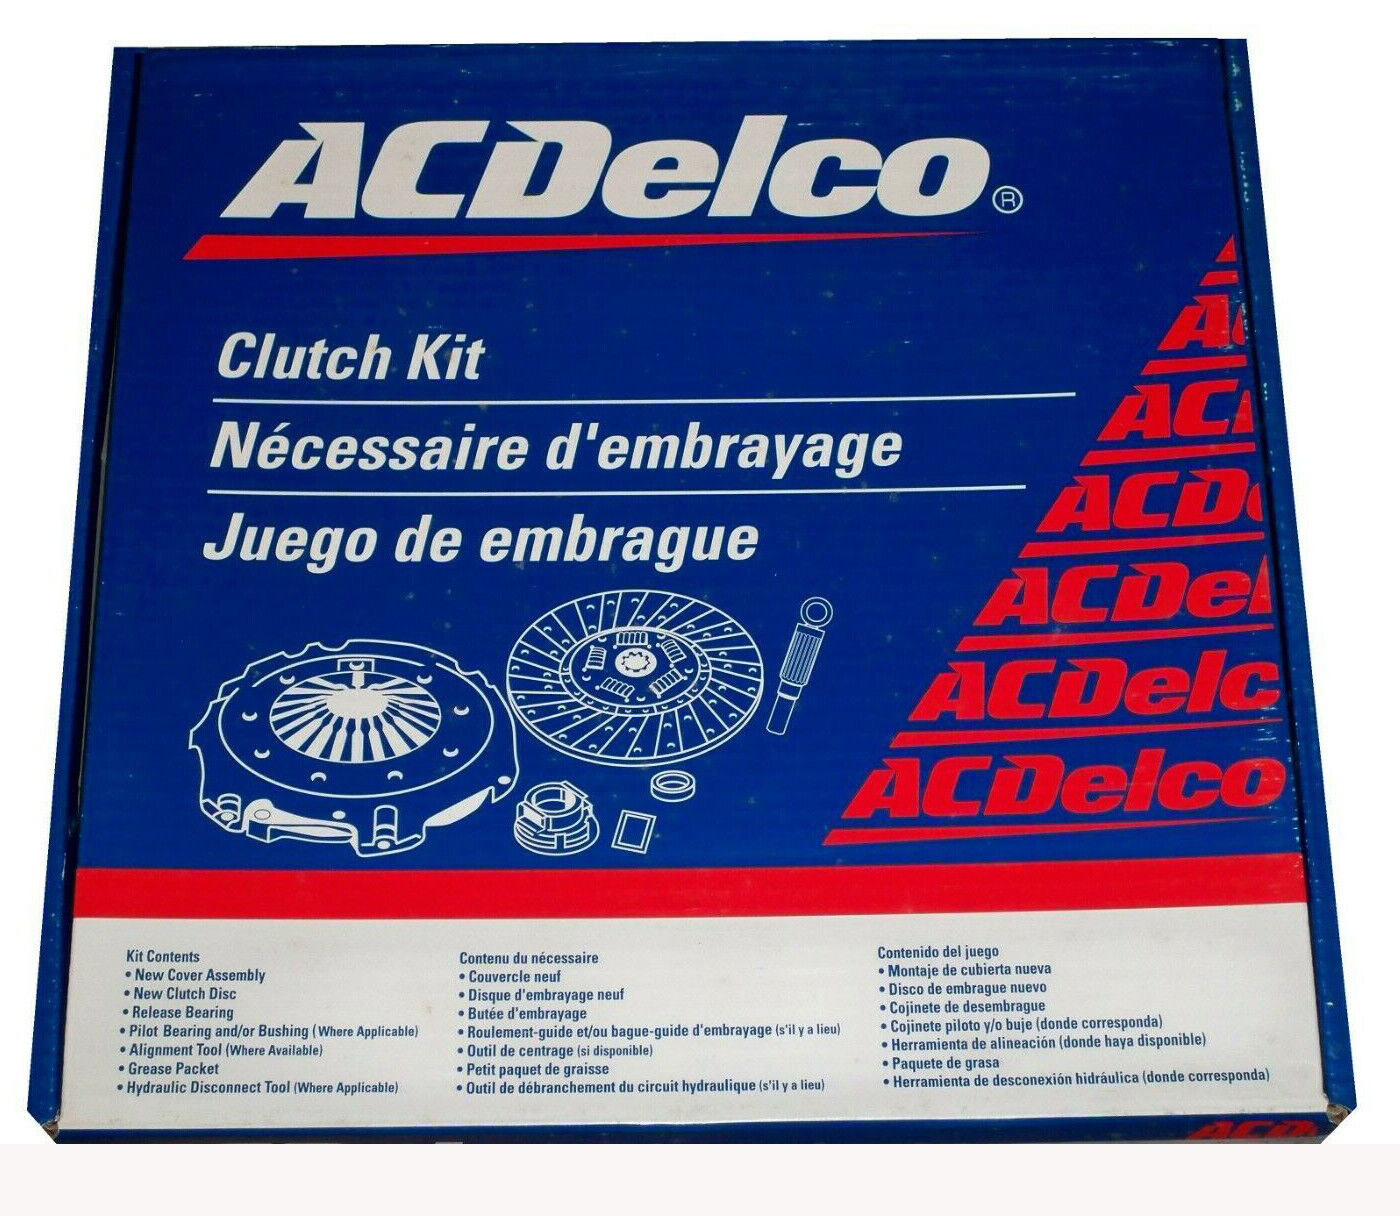 ACDelco®
Clutch Kit
Nécessaire d'embrayage
Juego de embrague
A
AC
ACD
ACDel
ACDelc
ACDelco
Kit Contents
• New Cover Assembly
• New Clutch Disc
• Release Bearing
• Pilot Bearing and/or Bushing (Where Applicable)
• Alignment Tool (Where Available)
• Grease Packet
• Hydraulic Disconnect Tool (Where Applicable)
Contenu du nécessaire
• Couvercle neuf
• Disque d'embrayage neuf
• Butée d'embrayage
• Roulement-guide et/ou bague-guide d'embrayage (s'il y a lieu)
• Outil de centrage (si disponible)
• Petit paquet de graisse
• Outil de débranchement du circuit hydraulique (s'il y a lieu)
Contenido del juego
• Montaje de cubierta nueva
• Disco de embrague nuevo
• Cojinete de desembrague
• Cojinete piloto y/o buje (donde corresponda)
• Herramienta de alineación (donde haya disponible)
• Paquete de grasa
• Herramienta de desconexión hidráulica (donde corresponda)
ACD